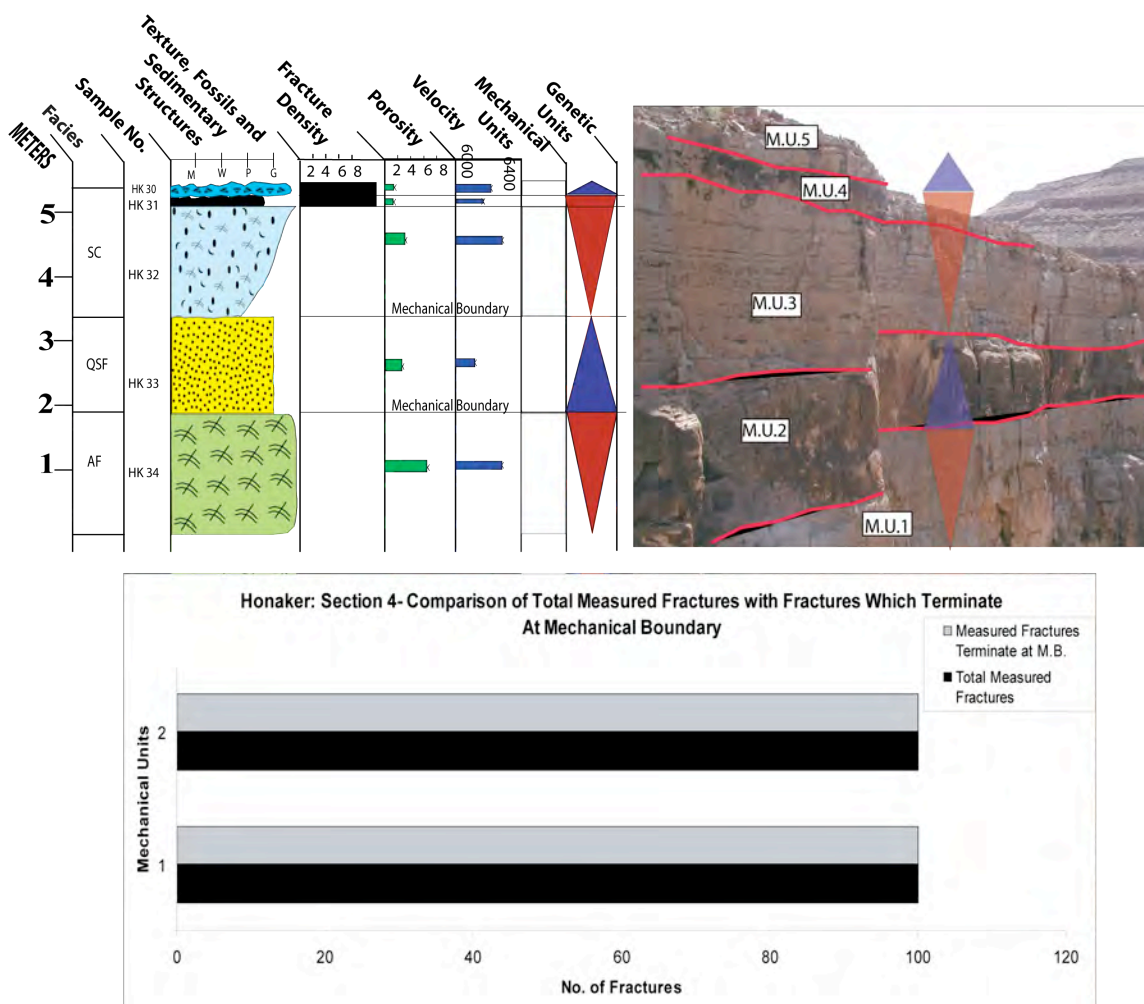 METERS
Facies
Sample No.
Texture, Fossils and
Sedimentary
Structures
Fracture
Density
Porosity
Velocity
Mechanical
Units
Genetic
Units
M W P G
2 4 6 8
2 4 6 8
6000
6400
HK 30
HK 31
5
SC
4
HK 32
Mechanical Boundary
3
QSF
HK 33
2
Mechanical Boundary
AF
1
HK 34
M.U.5
M.U.4
M.U.3
M.U.2
M.U.1
Honaker: Section 4- Comparison of Total Measured Fractures with Fractures Which Terminate
At Mechanical Boundary
Measured Fractures
Terminate at M.B.
Total Measured
Fractures
Mechanical Units
2
1
0 20 40 60 80 100 120
No. of Fractures